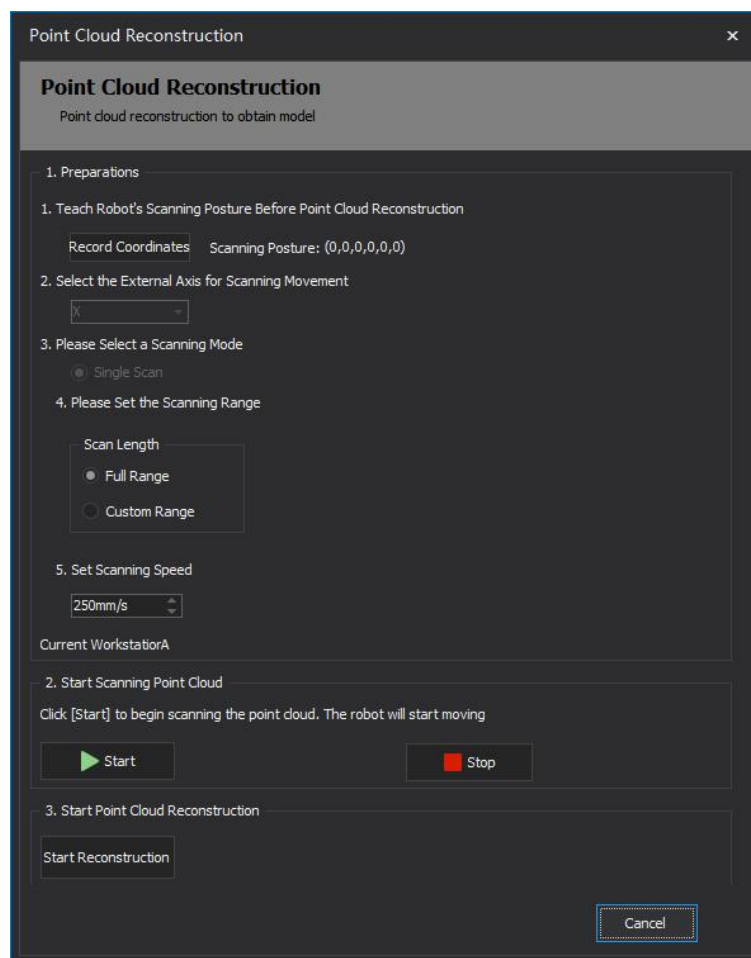 Point Cloud Reconstruction
Point Cloud Reconstruction
Point cloud reconstruction to obtain model
1. Preparations
1. Teach Robot's Scanning Posture Before Point Cloud Reconstruction
Record Coordinates Scanning Posture: (0,0,0,0,0,0)
2. Select the External Axis for Scanning Movement
X
3. Please Select a Scanning Mode
Single Scan
4. Please Set the Scanning Range
Scan Length
Full Range
Custom Range
5. Set Scanning Speed
250mm/s
Current WorkstatiorA
2. Start Scanning Point Cloud
Click [Start] to begin scanning the point cloud. The robot will start moving
Start Stop
3. Start Point Cloud Reconstruction
Start Reconstruction
Cancel